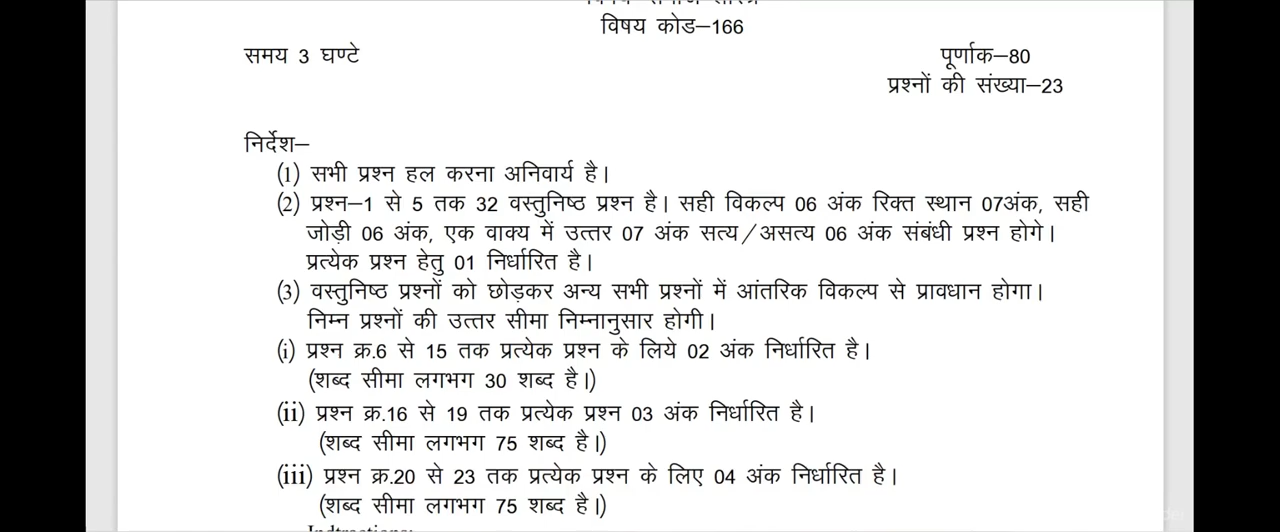 विषय कोड–166
समय 3 घण्टे
पूर्णाक–80
प्रश्नों की संख्या–23
निर्देश–
(1) सभी प्रश्न हल करना अनिवार्य है।
(2) प्रश्न–1 से 5 तक 32 वस्तुनिष्ठ प्रश्न है। सही विकल्प 06 अंक रिक्त स्थान 07अंक, सही
जोड़ी 06 अंक, एक वाक्य में उत्तर 07 अंक सत्य/असत्य 06 अंक संबंधी प्रश्न होगे।
प्रत्येक प्रश्न हेतु 01 निर्धारित है।
(3) वस्तुनिष्ठ प्रश्नों को छोड़कर अन्य सभी प्रश्नों में आंतरिक विकल्प से प्रावधान होगा।
निम्न प्रश्नों की उत्तर सीमा निम्नानुसार होगी।
(i) प्रश्न क्र.6 से 15 तक प्रत्येक प्रश्न के लिये 02 अंक निर्धारित है।
(शब्द सीमा लगभग 30 शब्द है।)
(ii) प्रश्न क्र.16 से 19 तक प्रत्येक प्रश्न 03 अंक निर्धारित है।
(शब्द सीमा लगभग 75 शब्द है।)
(iii) प्रश्न क्र.20 से 23 तक प्रत्येक प्रश्न के लिए 04 अंक निर्धारित है।
(शब्द सीमा लगभग 75 शब्द है।)